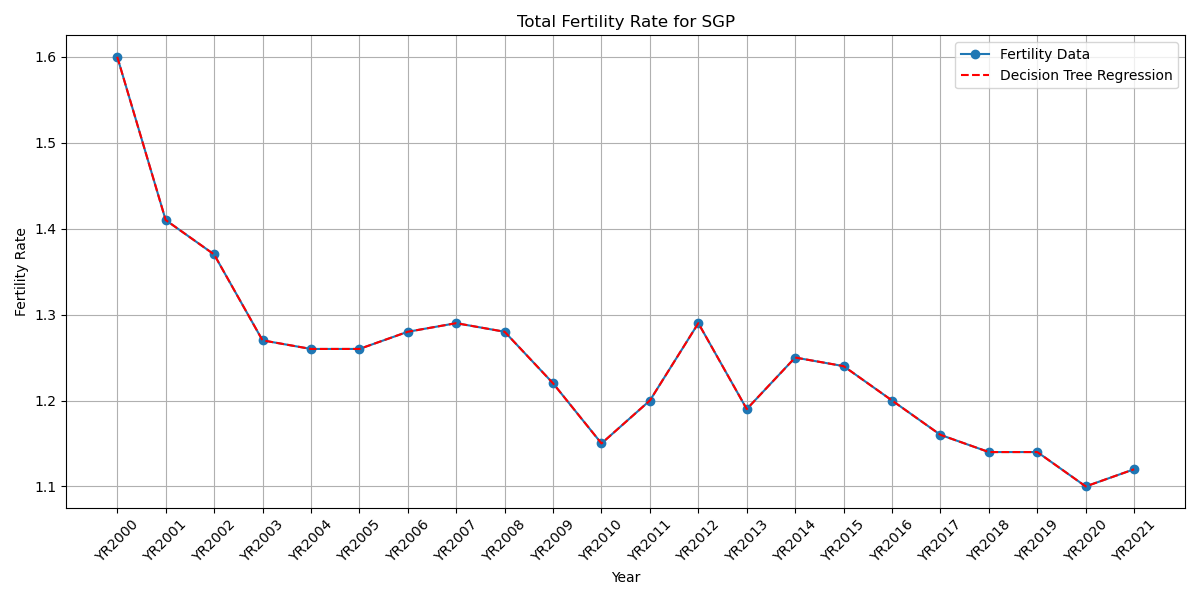 Total Fertility Rate for SGP
Fertility Data
Decision Tree Regression
Fertility Rate
1.6
1.5
1.4
1.3
1.2
1.1
YR2000
YR2001
YR2002
YR2003
YR2004
YR2005
YR2006
YR2007
YR2008
YR2009
YR2010
YR2011
YR2012
YR2013
YR2014
YR2015
YR2016
YR2017
YR2018
YR2019
YR2020
YR2021
Year